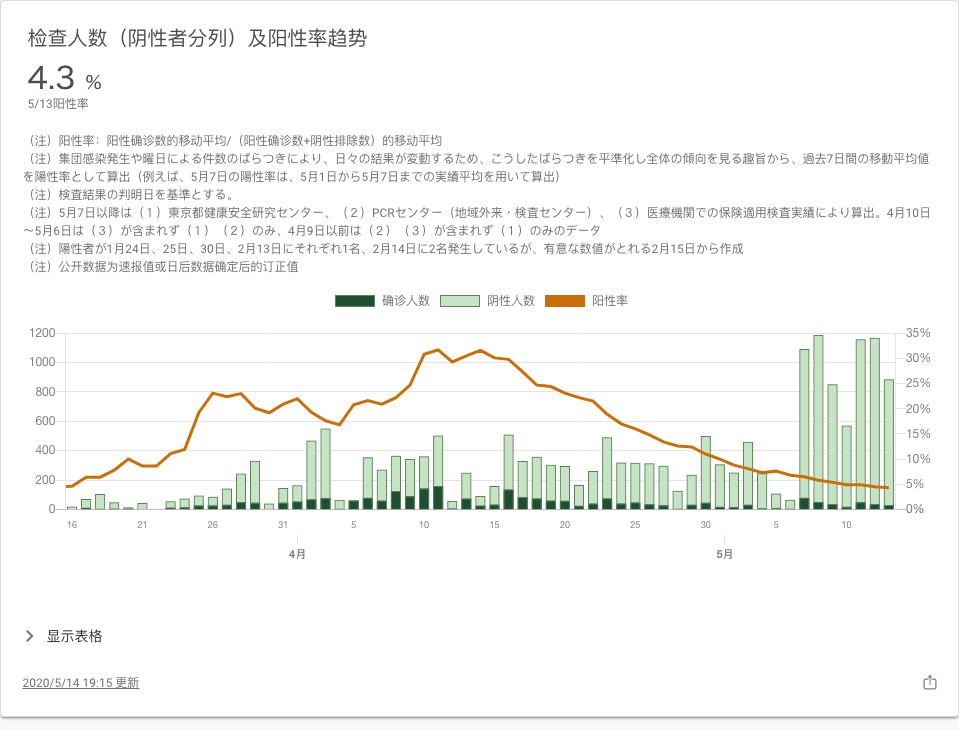 检查人数（阴性者分列）及阳性率趋势
4.3 %
5/13阳性率
（注）阳性率：阳性确诊数的移动平均/（阳性确诊数+阴性排除数）的移动平均
（注）集団感染発生や曜日による件数のばらつきにより、日々の結果が変動するため、こうしたばらつきを平準化し全体の傾向を見る趣旨から、過去7日間の移動平均値
を陽性率として算出（例えば、5月7日の陽性率は、5月1日から5月7日までの実績平均を用いて算出）
（注）検査結果の判明日を基準とする。
（注）5月7日以降は（１）東京都健康安全研究センター、（２）PCRセンター（地域外来・検査センター）、（３）医療機関での保険適用検査実績により算出。4月10日
～5月6日は（３）が含まれず（１）（２）のみ、4月9日以前は（２）（３）が含まれず（１）のみのデータ
（注）陽性者が1月24日、25日、30日、2月13日にそれぞれ1名、2月14日に2名発生しているが、有意な数値がとれる2月15日から作成
（注）公开数据为速报值或日后数据确定后的订正值
确诊人数 阴性人数 阳性率
1200 35%
1000 30%
800 25%
600 20%
400 15%
200 10%
0 5%
0%
16 21 26 31 5 10 15 20 25 30 5 10
4月 5月
显示表格
2020/5/14 19:15 更新